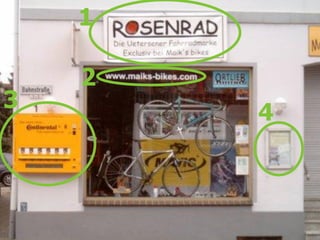 1
ROSENRAD
Die Uetersener Fahrradmarke
Exclusiv bei Maik's bikes
2
www.maiks-bikes.com
ORTLIEB
Bahnstraße
3
Continental
4
MAVIC